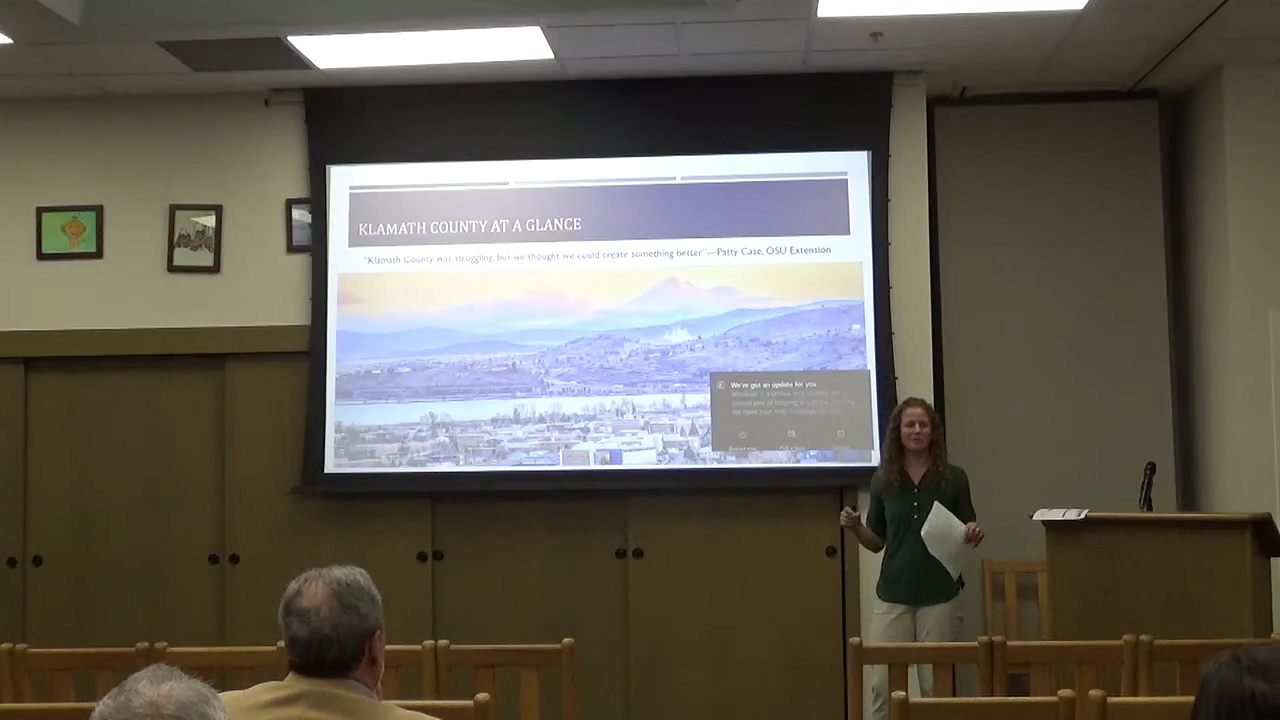 KLAMATH COUNTY AT A GLANCE
"Klamath County was struggling, but we thought we could create something better"—Patty Case, OSU Extension
We've got an update for you